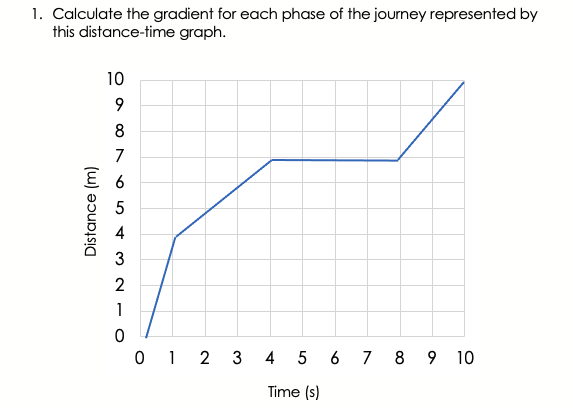 1. Calculate the gradient for each phase of the journey represented by
this distance-time graph.
10
9
8
7
6
5
4
3
2
1
0
Distance (m)
0 1 2 3 4 5 6 7 8 9 10
Time (s)